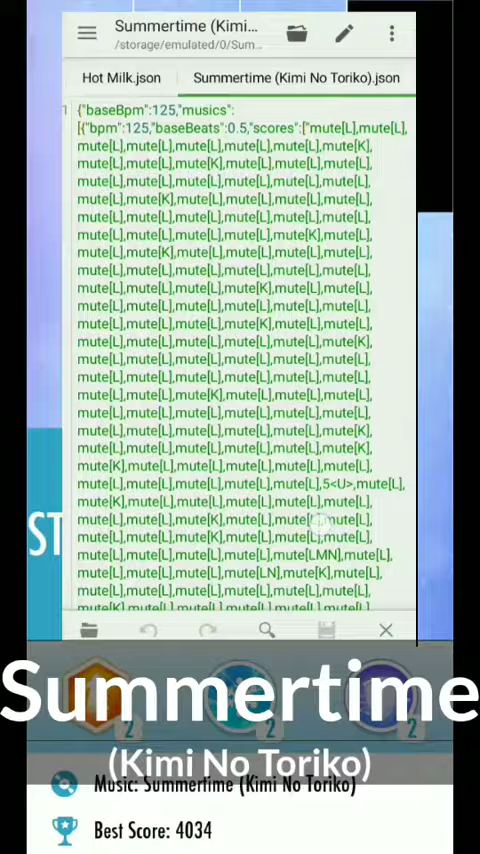 Summertime (Kimi...
/storage/emulated/0/Sum...
Hot Milk.json
Summertime (Kimi No Toriko).json
1
{"baseBpm":125,"musics":
[{"bpm":125,"baseBeats":0.5,"scores":["mute[L],mute[L],
mute[L],mute[L],mute[L],mute[L],mute[L],mute[K],
mute[L],mute[L],mute[K],mute[L],mute[L],mute[L],
mute[L],mute[L],mute[L],mute[L],mute[L],mute[L],
mute[L],mute[K],mute[L],mute[L],mute[L],mute[L],
mute[L],mute[L],mute[L],mute[L],mute[L],mute[L],
mute[L],mute[L],mute[L],mute[L],mute[K],mute[L],
mute[L],mute[K],mute[L],mute[L],mute[L],mute[L],
mute[L],mute[L],mute[L],mute[L],mute[L],mute[L],
mute[L],mute[L],mute[L],mute[K],mute[L],mute[L],
mute[L],mute[L],mute[L],mute[L],mute[L],mute[L],
mute[L],mute[L],mute[L],mute[K],mute[L],mute[L],
mute[L],mute[L],mute[L],mute[L],mute[L],mute[K],
mute[L],mute[L],mute[L],mute[L],mute[L],mute[L],
mute[L],mute[L],mute[L],mute[L],mute[L],mute[L],
mute[L],mute[L],mute[K],mute[L],mute[L],mute[L],
mute[L],mute[L],mute[L],mute[L],mute[L],mute[L],
mute[L],mute[L],mute[L],mute[L],mute[L],mute[K],
mute[L],mute[L],mute[L],mute[L],mute[L],mute[K],
mute[K],mute[L],mute[L],mute[L],mute[L],mute[L],
mute[L],mute[L],mute[L],mute[L],mute[L],5<U>,mute[L],
mute[K],mute[L],mute[L],mute[L],mute[L],mute[L],
mute[L],mute[L],mute[K],mute[L],mute[L],mute[L],
mute[L],mute[L],mute[K],mute[L],mute[L],mute[L],
mute[L],mute[L],mute[L],mute[L],mute[LMN],mute[L],
mute[L],mute[L],mute[L],mute[LN],mute[K],mute[L],
mute[L],mute[L],mute[L],mute[L],mute[L],mute[L],
mute[K],mute[L],mute[L],mute[L],mute[L],mute[L],
ST
Summertime
2
2
2
(Kimi No Toriko)
Music: Summertime (Kimi No Toriko)
Best Score: 4034